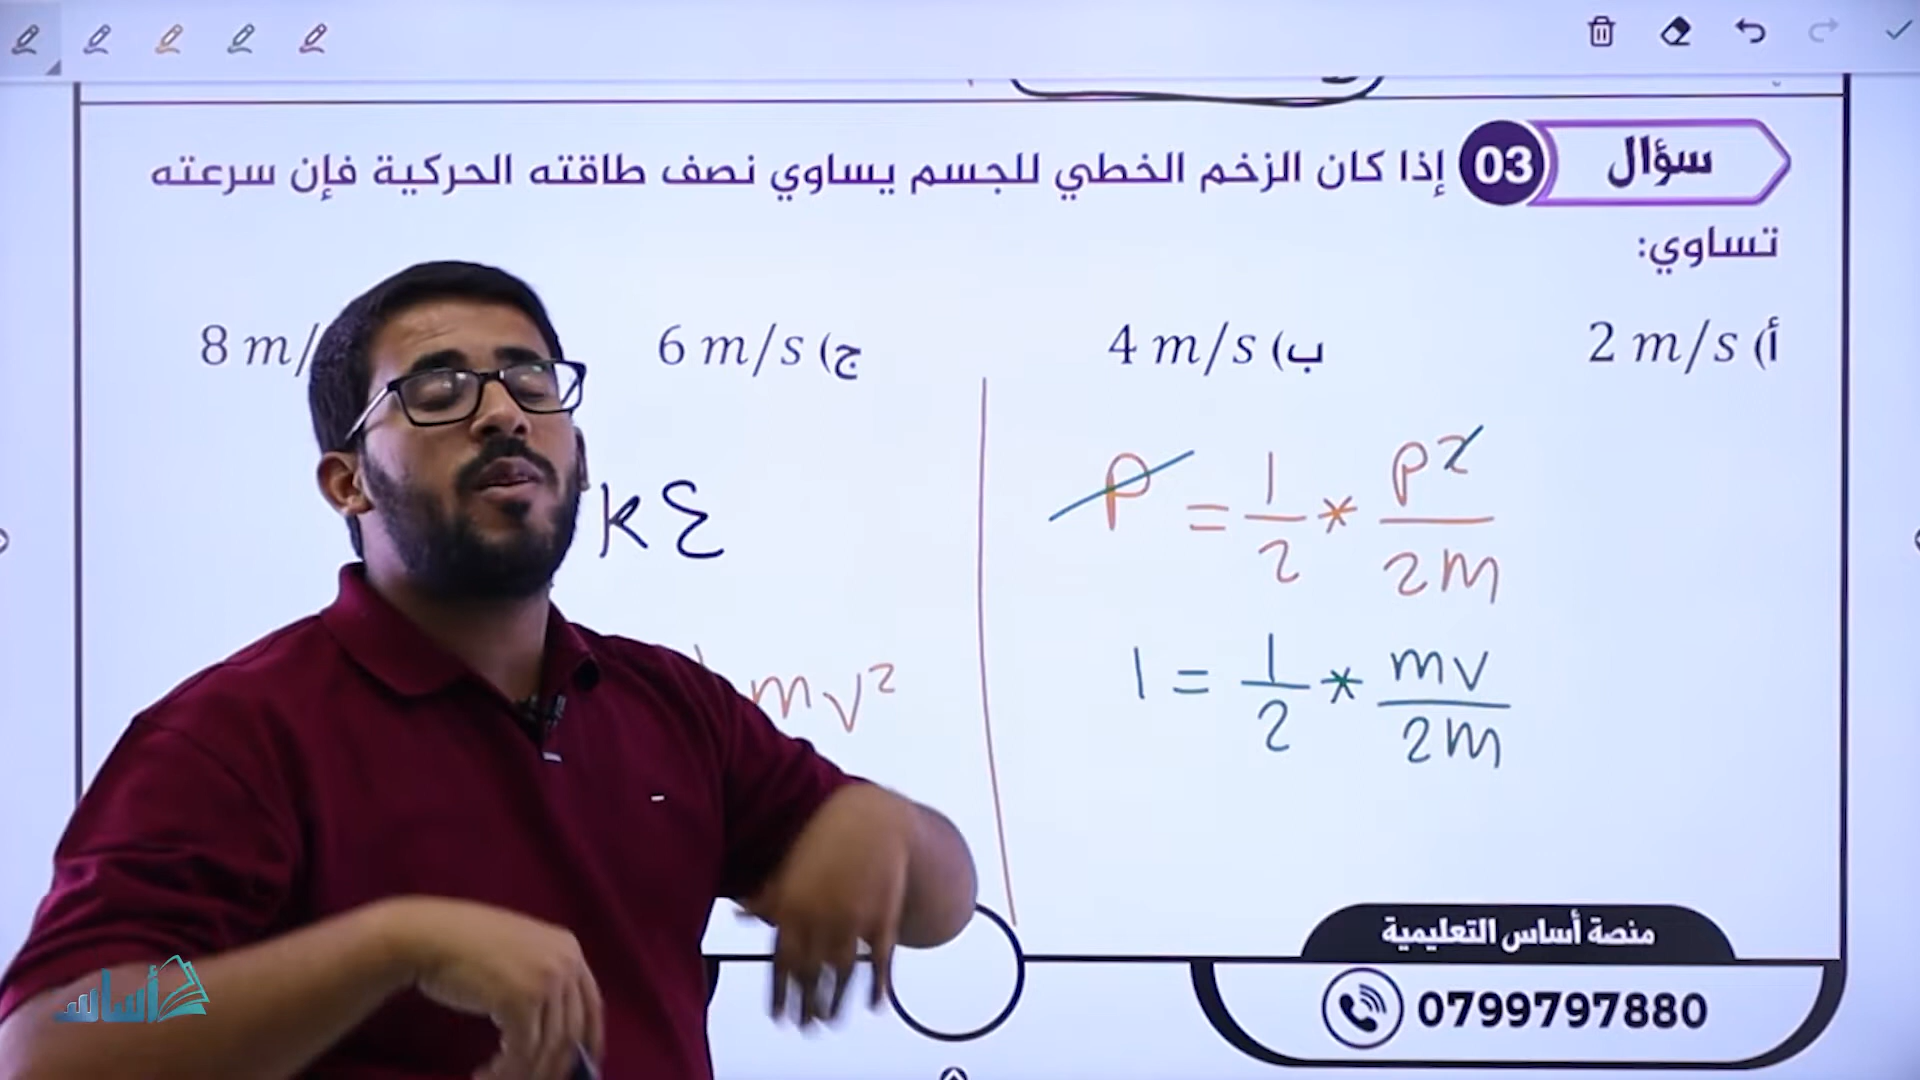 سؤال 03 إذا كان الزخم الخطي للجسم يساوي نصف طاقته الحركية فإن سرعته
تساوي:
أ) 2 m/s ب) 4 m/s ج) 6 m/s 8 m/
P = 1/2 * P2/2m
KE
1 = 1/2 * mv/2m
mv²
منصة أساس التعليمية
0799797880
أساس